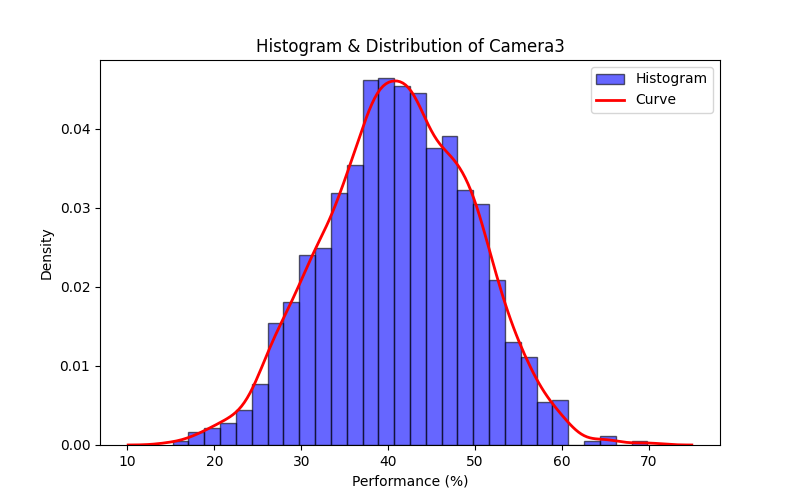 Histogram & Distribution of Camera3
Histogram
Curve
Density
0.04
0.03
0.02
0.01
0.00
10 20 30 40 50 60 70
Performance (%)